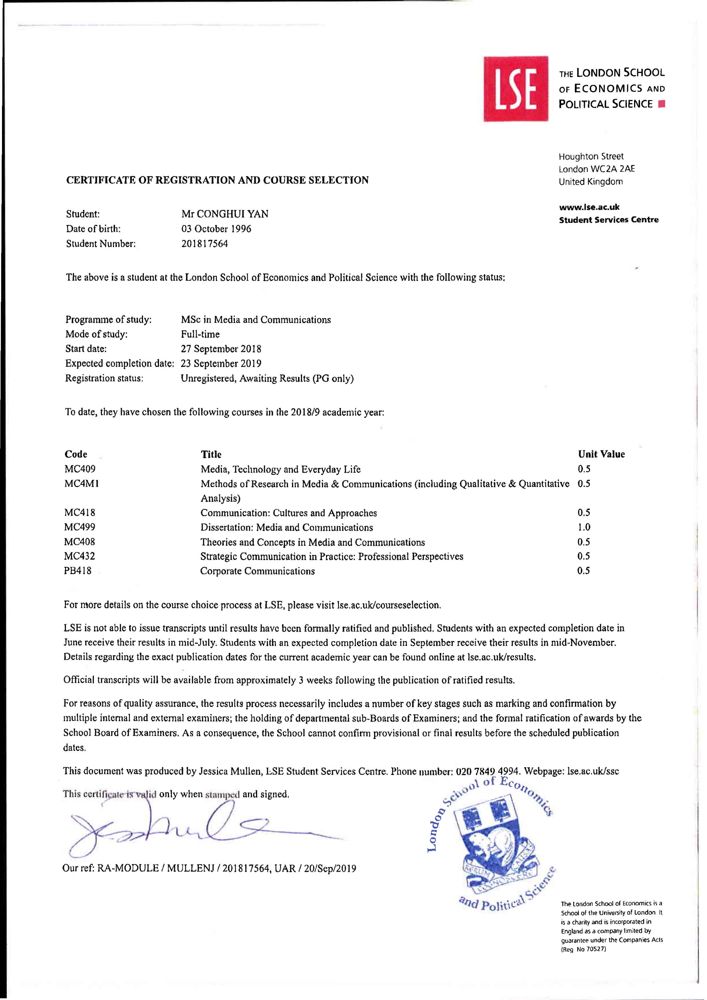 LSE
THE LONDON SCHOOL
OF ECONOMICS AND
POLITICAL SCIENCE
Houghton Street
London WC2A 2AE
United Kingdom
www.lse.ac.uk
Student Services Centre
CERTIFICATE OF REGISTRATION AND COURSE SELECTION
Student: Mr CONGHUI YAN
Date of birth: 03 October 1996
Student Number: 201817564
The above is a student at the London School of Economics and Political Science with the following status:
Programme of study: MSc in Media and Communications
Mode of study: Full-time
Start date: 27 September 2018
Expected completion date: 23 September 2019
Registration status: Unregistered, Awaiting Results (PG only)
To date, they have chosen the following courses in the 2018/9 academic year:
Code Title Unit Value
MC409 Media, Technology and Everyday Life 0.5
MC4M1 Methods of Research in Media & Communications (including Qualitative & Quantitative 0.5
Analysis)
MC418 Communication: Cultures and Approaches 0.5
MC499 Dissertation: Media and Communications 1.0
MC408 Theories and Concepts in Media and Communications 0.5
MC432 Strategic Communication in Practice: Professional Perspectives 0.5
PB418 Corporate Communications 0.5
For more details on the course choice process at LSE, please visit lse.ac.uk/courseselection.
LSE is not able to issue transcripts until results have been formally ratified and published. Students with an expected completion date in
June receive their results in mid-July. Students with an expected completion date in September receive their results in mid-November.
Details regarding the exact publication dates for the current academic year can be found online at lse.ac.uk/results.
Official transcripts will be available from approximately 3 weeks following the publication of ratified results.
For reasons of quality assurance, the results process necessarily includes a number of key stages such as marking and confirmation by
multiple internal and external examiners; the holding of departmental sub-Boards of Examiners; and the formal ratification of awards by the
School Board of Examiners. As a consequence, the School cannot confirm provisional or final results before the scheduled publication
dates.
This document was produced by Jessica Mullen, LSE Student Services Centre. Phone number: 020 7849 4994. Webpage: lse.ac.uk/ssc
This certificate is valid only when stamped and signed.
London School of Economics
and Political Science
RERUM
COGNOSCERE
CAUSAS
Our ref: RA-MODULE / MULLENJ / 201817564, UAR / 20/Sep/2019
The London School of Economics is a
School of the University of London It
is a charity and is incorporated in
England as a company limited by
guarantee under the Companies Acts
(Reg No 70527)